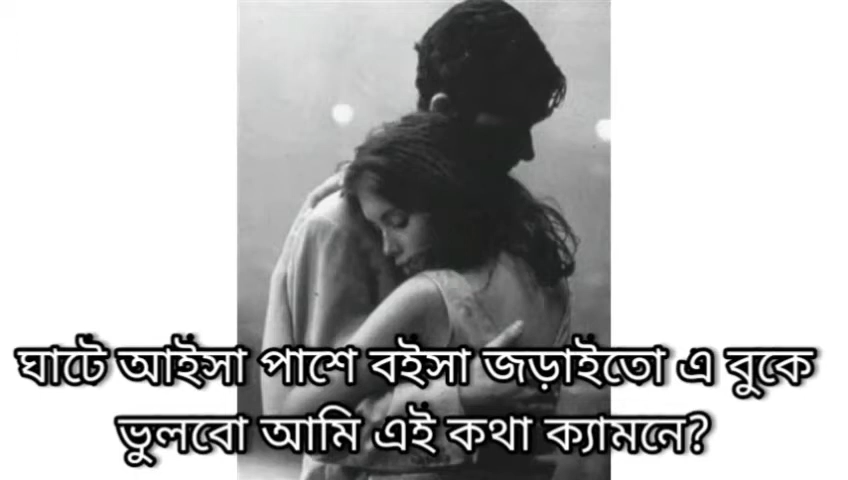 ঘাটে আইসা পাশে বইসা জড়াইতো এ বুকে
ভুলবো আমি এই কথা ক্যামনে?